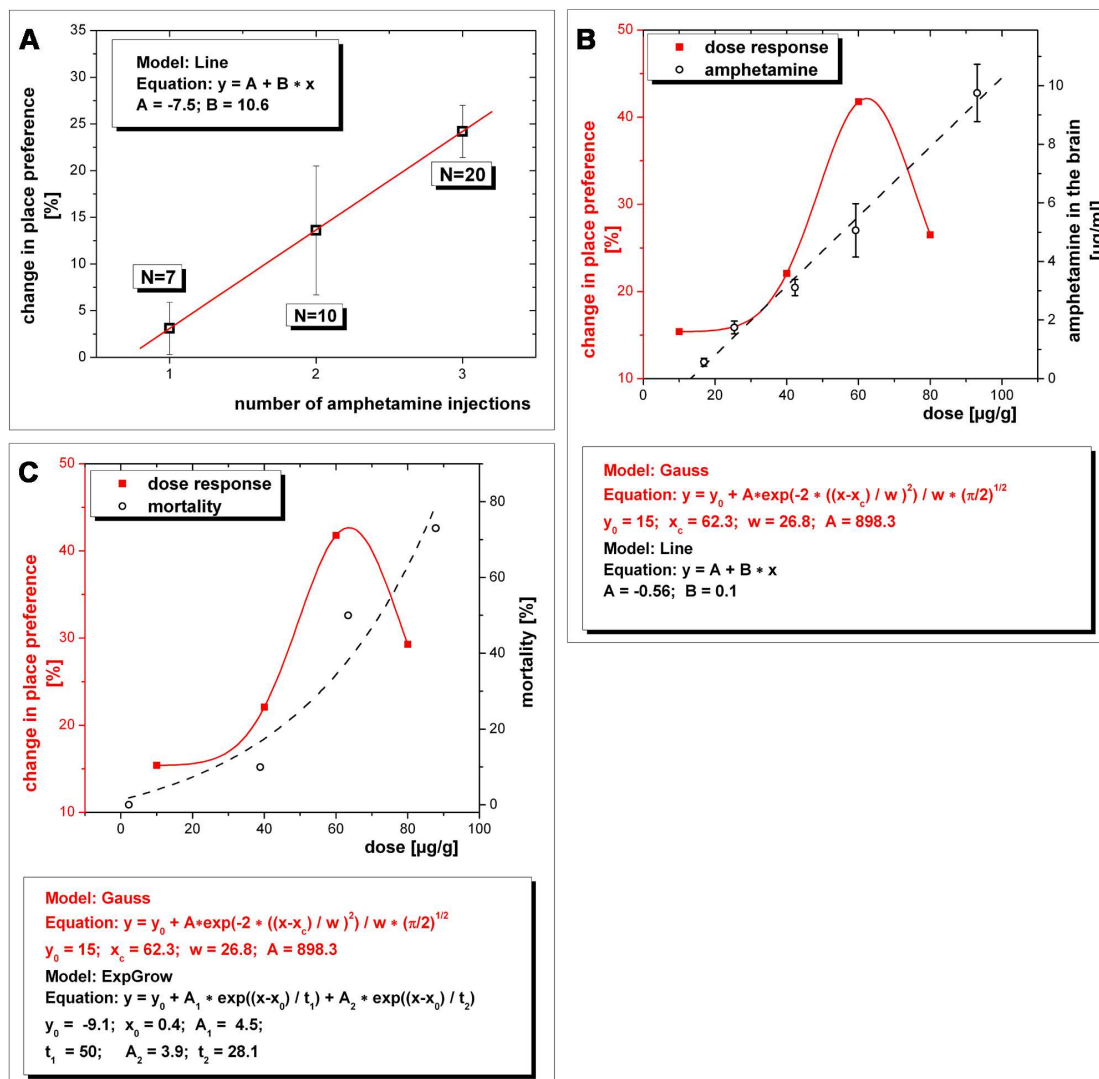 A
35
30
25
20
15
10
5
0
change in place preference
[%]
Model: Line
Equation: y = A + B * x
A = -7.5; B = 10.6
N=7
N=10
N=20
1 2 3
number of amphetamine injections
B
50
40
30
20
10
change in place preference
[%]
dose response
amphetamine
10
8
6
4
2
0
amphetamine in the brain
[µg/ml]
0 20 40 60 80 100
dose [µg/g]
Model: Gauss
Equation: y = y₀ + A*exp(-2 * ((x-x_c) / w )²) / w * (π/2)^1/2
y₀ = 15; x_c = 62.3; w = 26.8; A = 898.3
Model: Line
Equation: y = A + B * x
A = -0.56; B = 0.1
C
50
40
30
20
10
change in place preference
[%]
dose response
mortality
80
60
40
20
0
mortality [%]
0 20 40 60 80 100
dose [µg/g]
Model: Gauss
Equation: y = y₀ + A*exp(-2 * ((x-x_c) / w )²) / w * (π/2)^1/2
y₀ = 15; x_c = 62.3; w = 26.8; A = 898.3
Model: ExpGrow
Equation: y = y₀ + A₁ * exp((x-x₀) / t₁) + A₂ * exp((x-x₀) / t₂)
y₀ = -9.1; x₀ = 0.4; A₁ = 4.5;
t₁ = 50; A₂ = 3.9; t₂ = 28.1